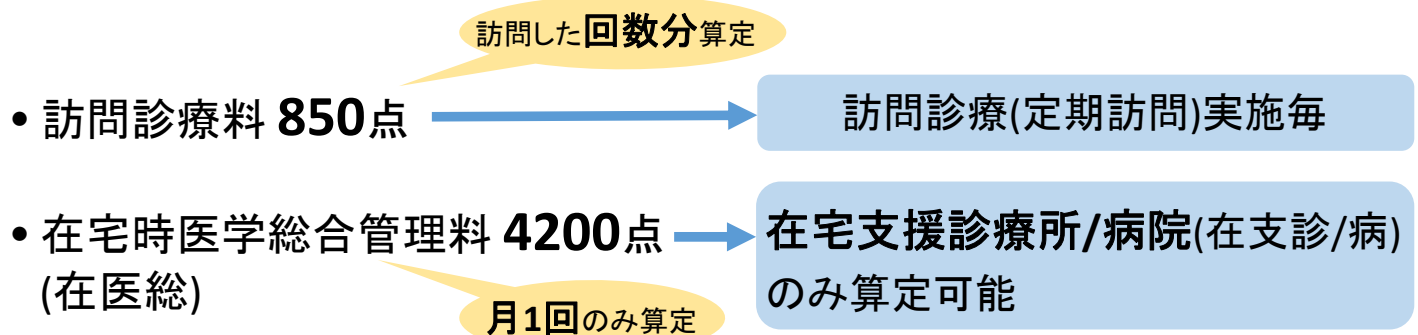 訪問した回数分算定
• 訪問診療料 850点
訪問診療(定期訪問)実施毎
• 在宅時医学総合管理料 4200点
(在医総)
在宅支援診療所/病院(在支診/病)
のみ算定可能
月1回のみ算定